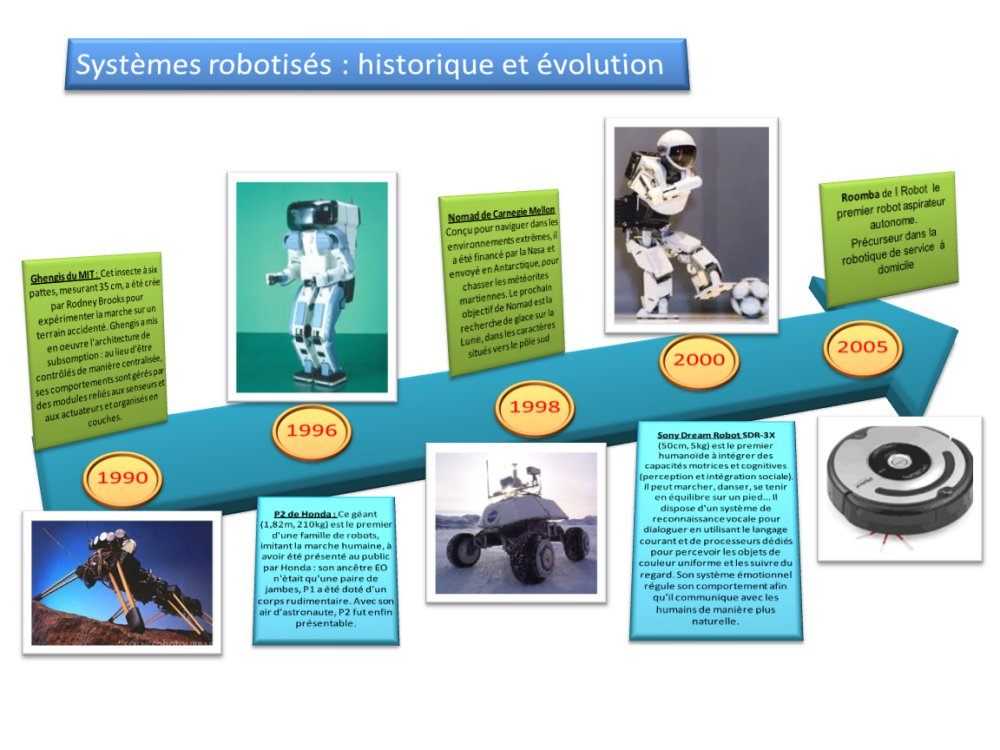 Systèmes robotisés : historique et évolution
Ghengis du MIT : Cet insecte à six
pattes, mesurant 35 cm, a été crée
par Rodney Brooks pour
expérimenter la marche sur un
terrain accidenté. Ghengis a mis
en oeuvre l'architecture de
subsomption : au lieu d'être
contrôlés de manière centralisée,
ses comportements sont gérés par
des modules reliés aux senseurs et
aux actuateurs et organisés en
couches.
1990
1996
P2 de Honda : Ce géant
(1,82m, 210kg) est le premier
d'une famille de robots,
imitant la marche humaine, à
avoir été présenté au public
par Honda : son ancêtre EO
n'ètait qu'une paire de
jambes, P1 a été doté d'un
corps rudimentaire. Avec son
air d'astronaute, P2 fut enfin
présentable.
Nomad de Carnegie Mellon
Conçu pour naviguer dans les
environnements extrêmes, il
a été financé par la Nasa et
envoyé en Antarctique, pour
chasser les météorites
martiennes. Le prochain
objectif de Nomad est la
recherche de glace sur la
Lune, dans les caractères
situés vers le pôle sud
1998
2000
Sony Dream Robot SDR-3X
(50cm, 5kg) est le premier
humanoïde à intégrer des
capacités motrices et cognitives
(perception et intégration sociale).
Il peut marcher, danser, se tenir
en équilibre sur un pied... Il
dispose d'un système de
reconnaissance vocale pour
dialoguer en utilisant le langage
courant et de processeurs dédiés
pour percevoir les objets de
couleur uniforme et les suivre du
regard. Son système émotionnel
régule son comportement afin
qu'il communique avec les
humains de manière plus
naturelle.
Roomba de I Robot le
premier robot aspirateur
autonome.
Précurseur dans la
robotique de service à
domicile
2005